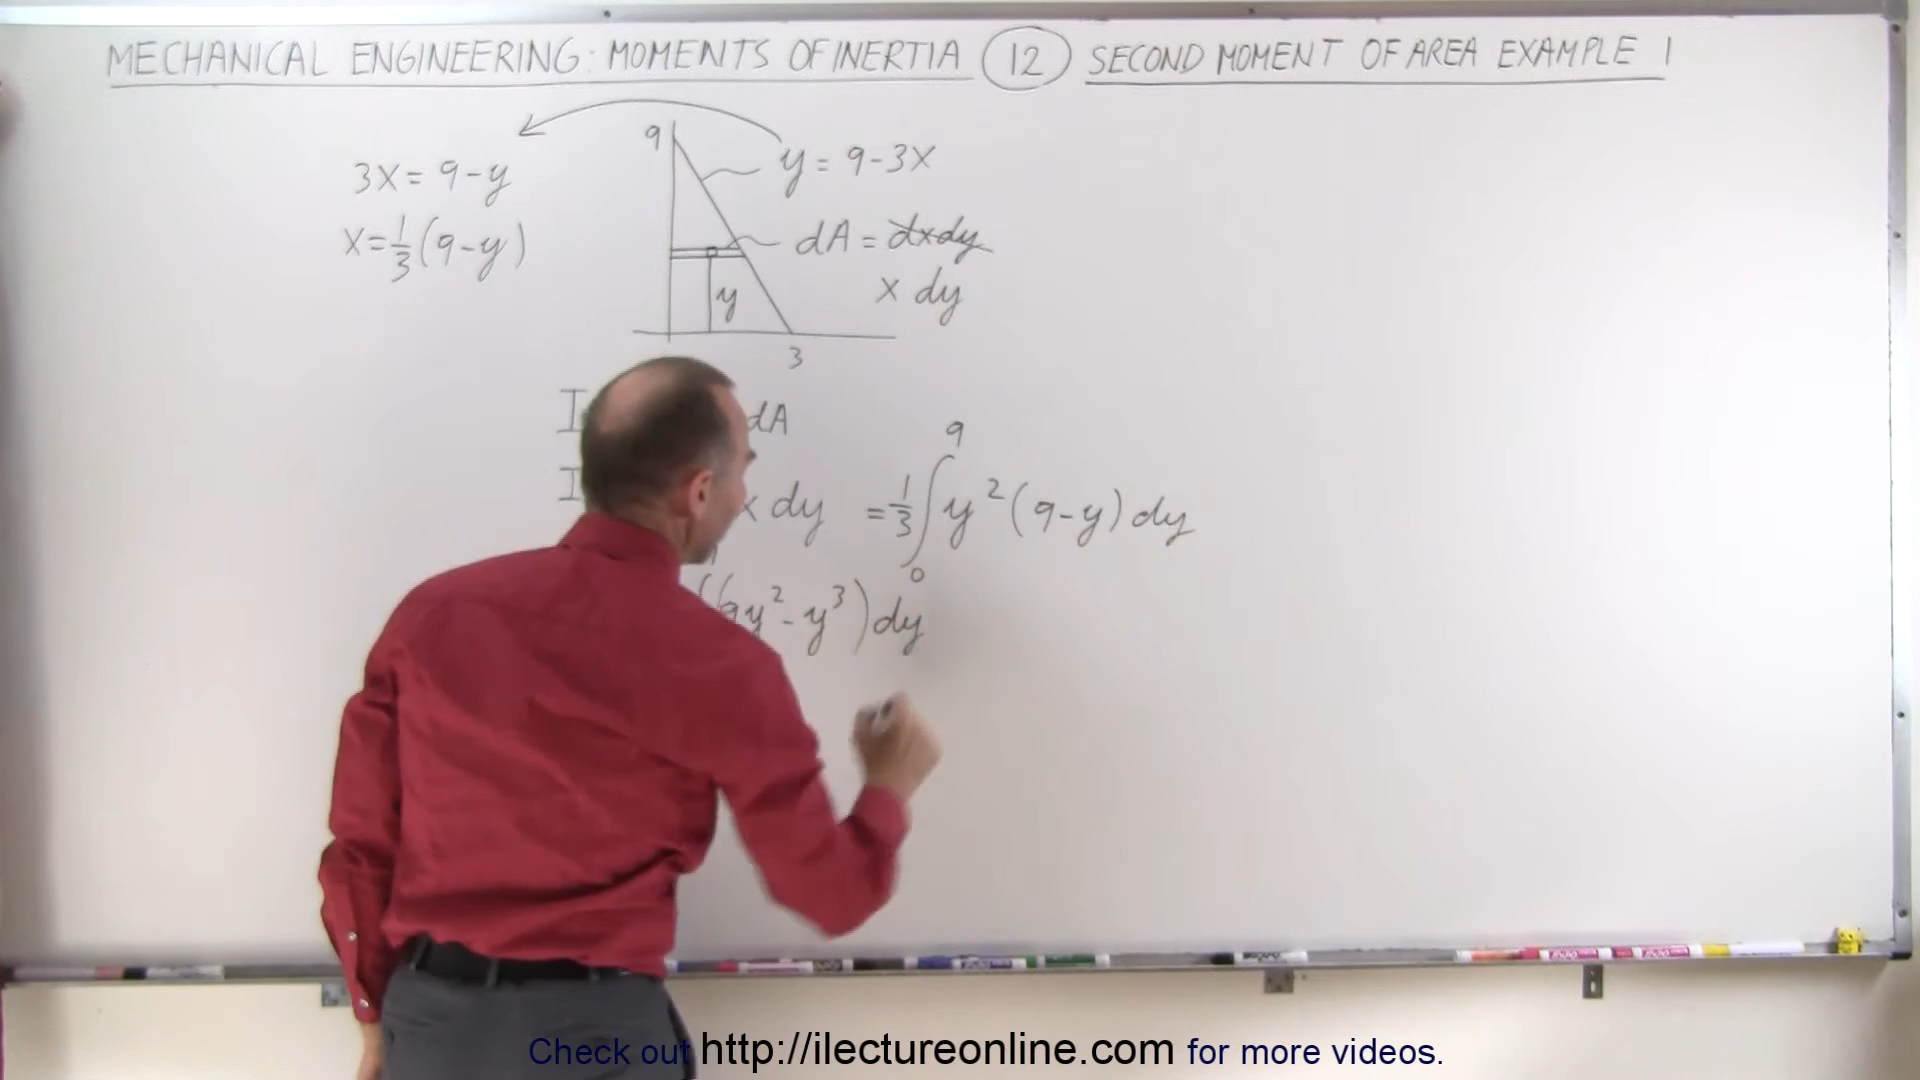 MECHANICAL ENGINEERING: MOMENTS OF INERTIA (12) SECOND MOMENT OF AREA EXAMPLE 1
3x = 9-y
x = 1/3 (9-y)
9
y = 9-3x
dA = dxdy
x dy
y
3
I dA
I x dy = 1/3 ∫₀⁹ y² (9-y) dy
(9y² - y³) dy
Check out http://ilectureonline.com for more videos.